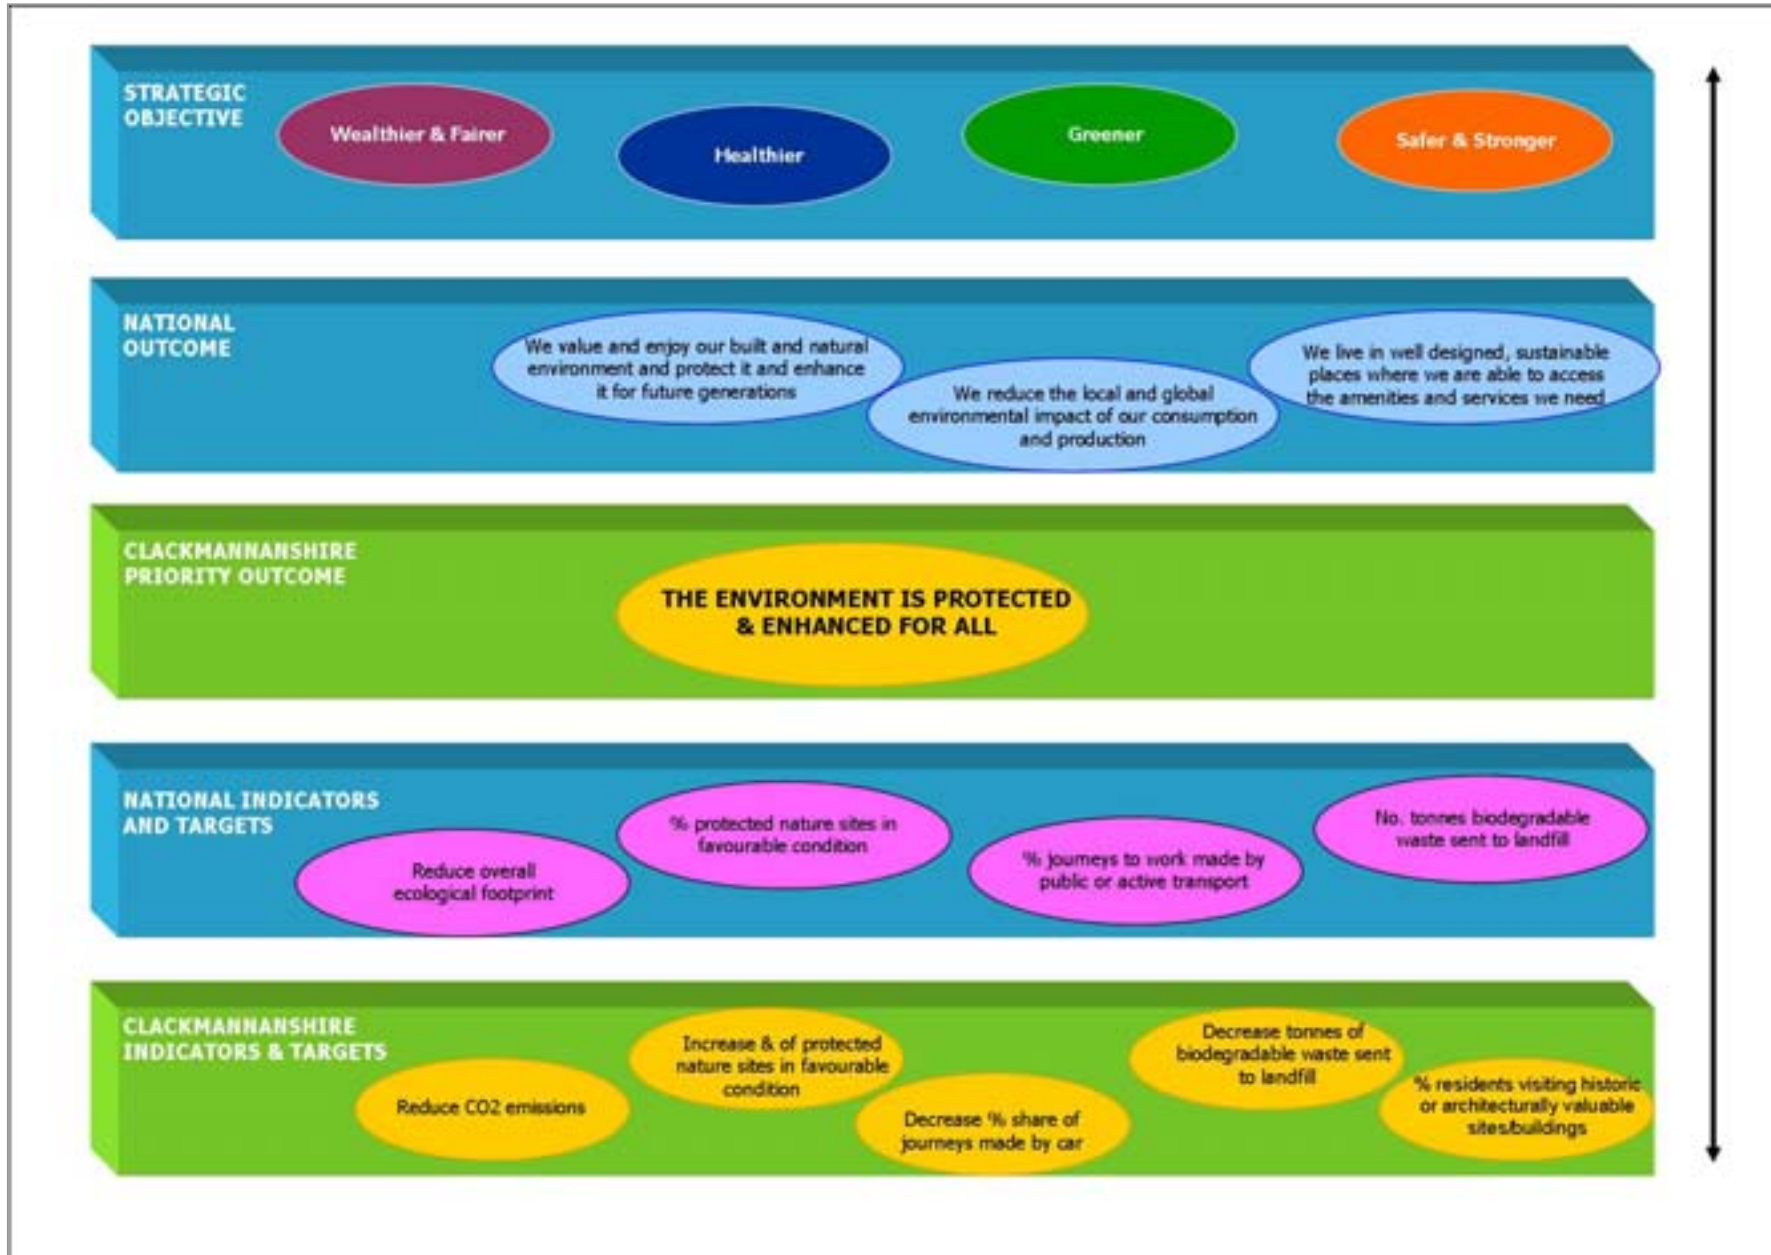 STRATEGIC
OBJECTIVE
Wealthier & Fairer
Healthier
Greener
Safer & Stronger
NATIONAL
OUTCOME
We value and enjoy our built and natural
environment and protect it and enhance
it for future generations
We reduce the local and global
environmental impact of our consumption
and production
We live in well designed, sustainable
places where we are able to access
the amenities and services we need
CLACKMANNANSHIRE
PRIORITY OUTCOME
THE ENVIRONMENT IS PROTECTED
& ENHANCED FOR ALL
NATIONAL INDICATORS
AND TARGETS
Reduce overall
ecological footprint
% protected nature sites in
favourable condition
% journeys to work made by
public or active transport
No. tonnes biodegradable
waste sent to landfill
CLACKMANNANSHIRE
INDICATORS & TARGETS
Reduce CO2 emissions
Increase & of protected
nature sites in favourable
condition
Decrease % share of
journeys made by car
Decrease tonnes of
biodegradable waste sent
to landfill
% residents visiting historic
or architecturally valuable
sites/buildings